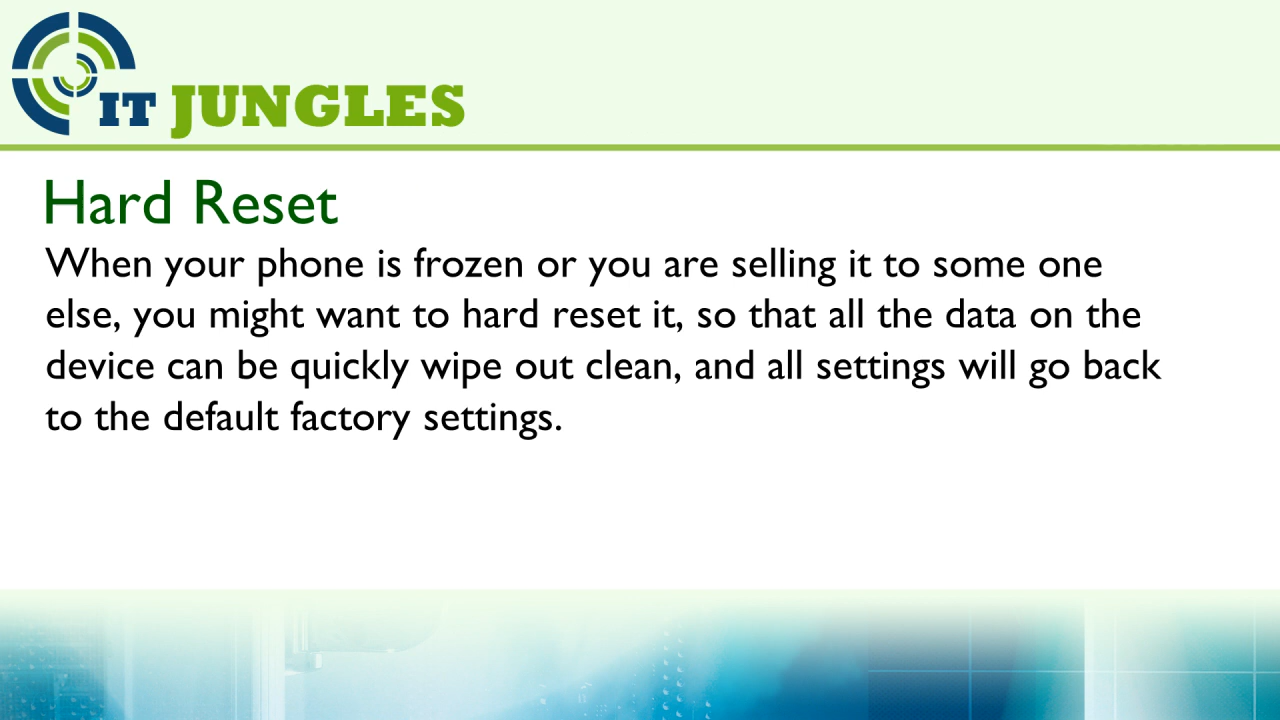 IT JUNGLES
Hard Reset
When your phone is frozen or you are selling it to some one
else, you might want to hard reset it, so that all the data on the
device can be quickly wipe out clean, and all settings will go back
to the default factory settings.